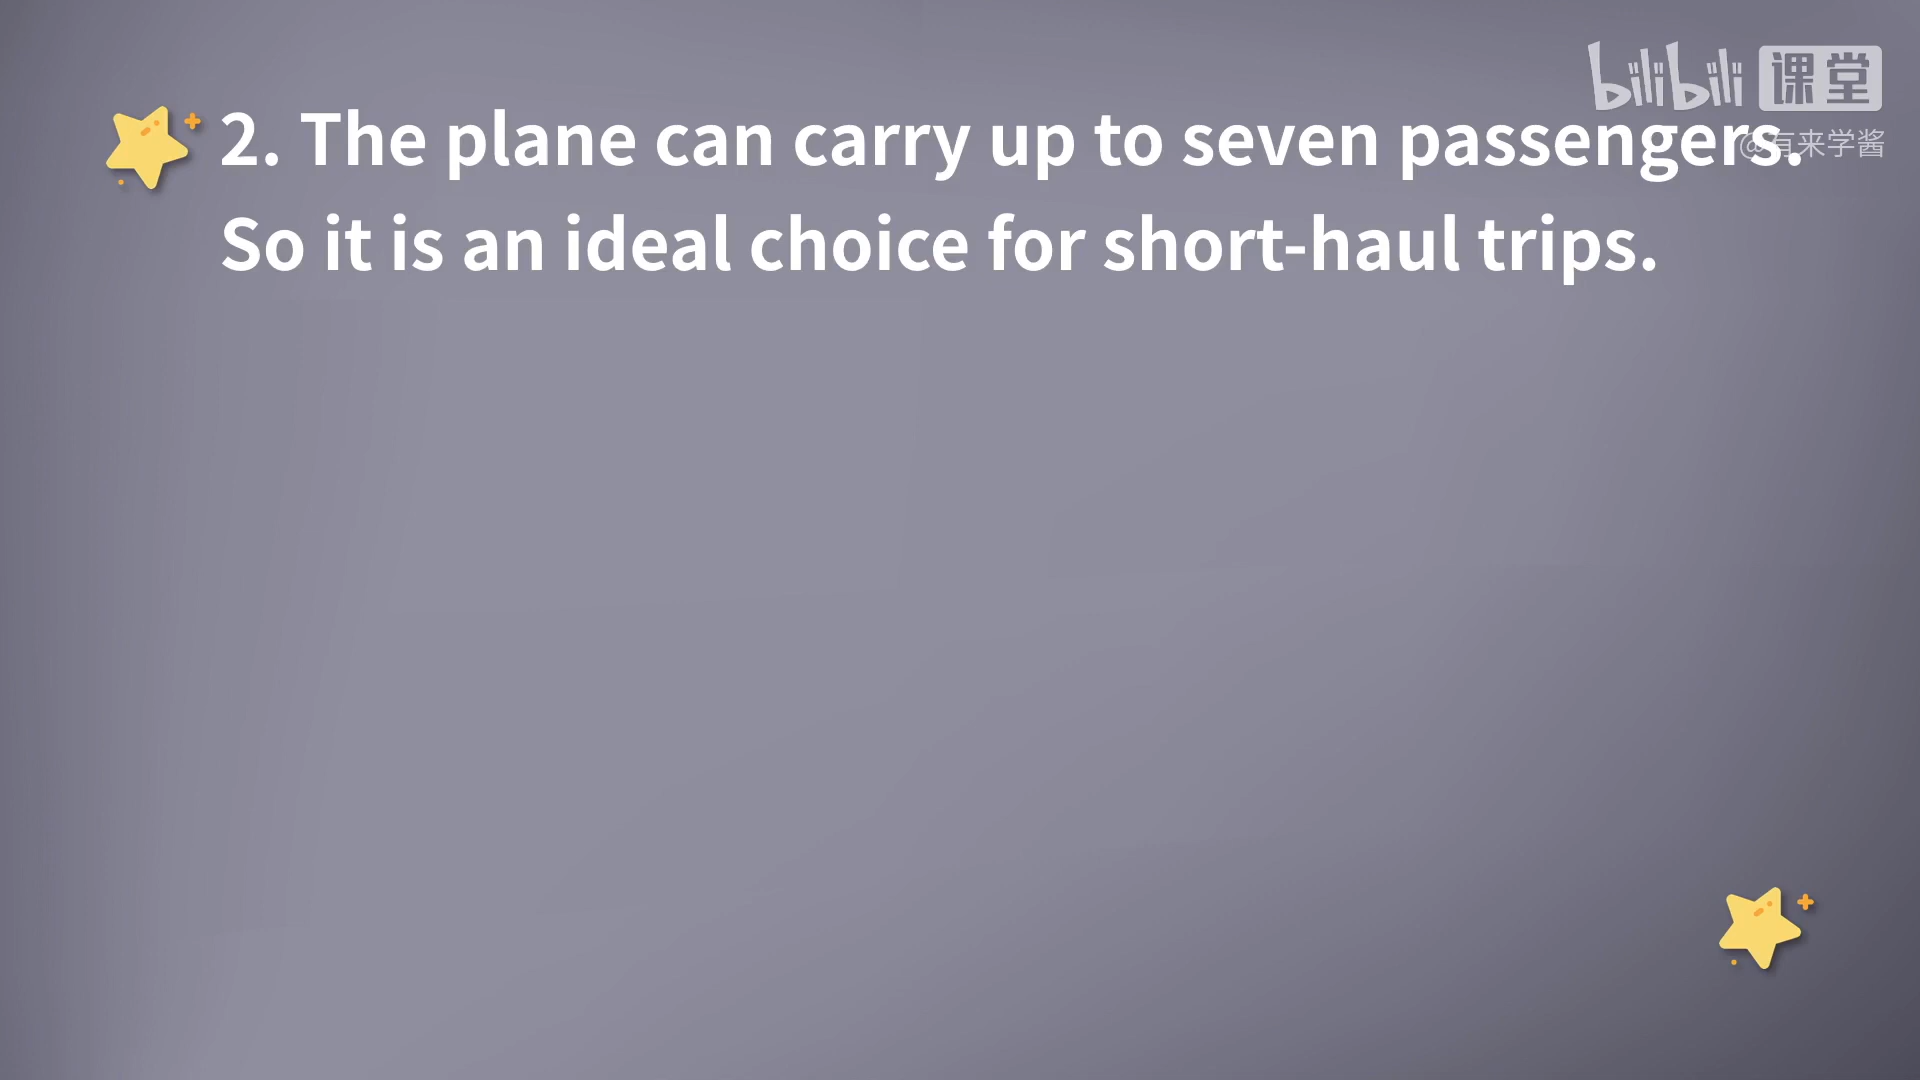 bilibili 课堂
@有来学酱
2. The plane can carry up to seven passengers.
So it is an ideal choice for short-haul trips.